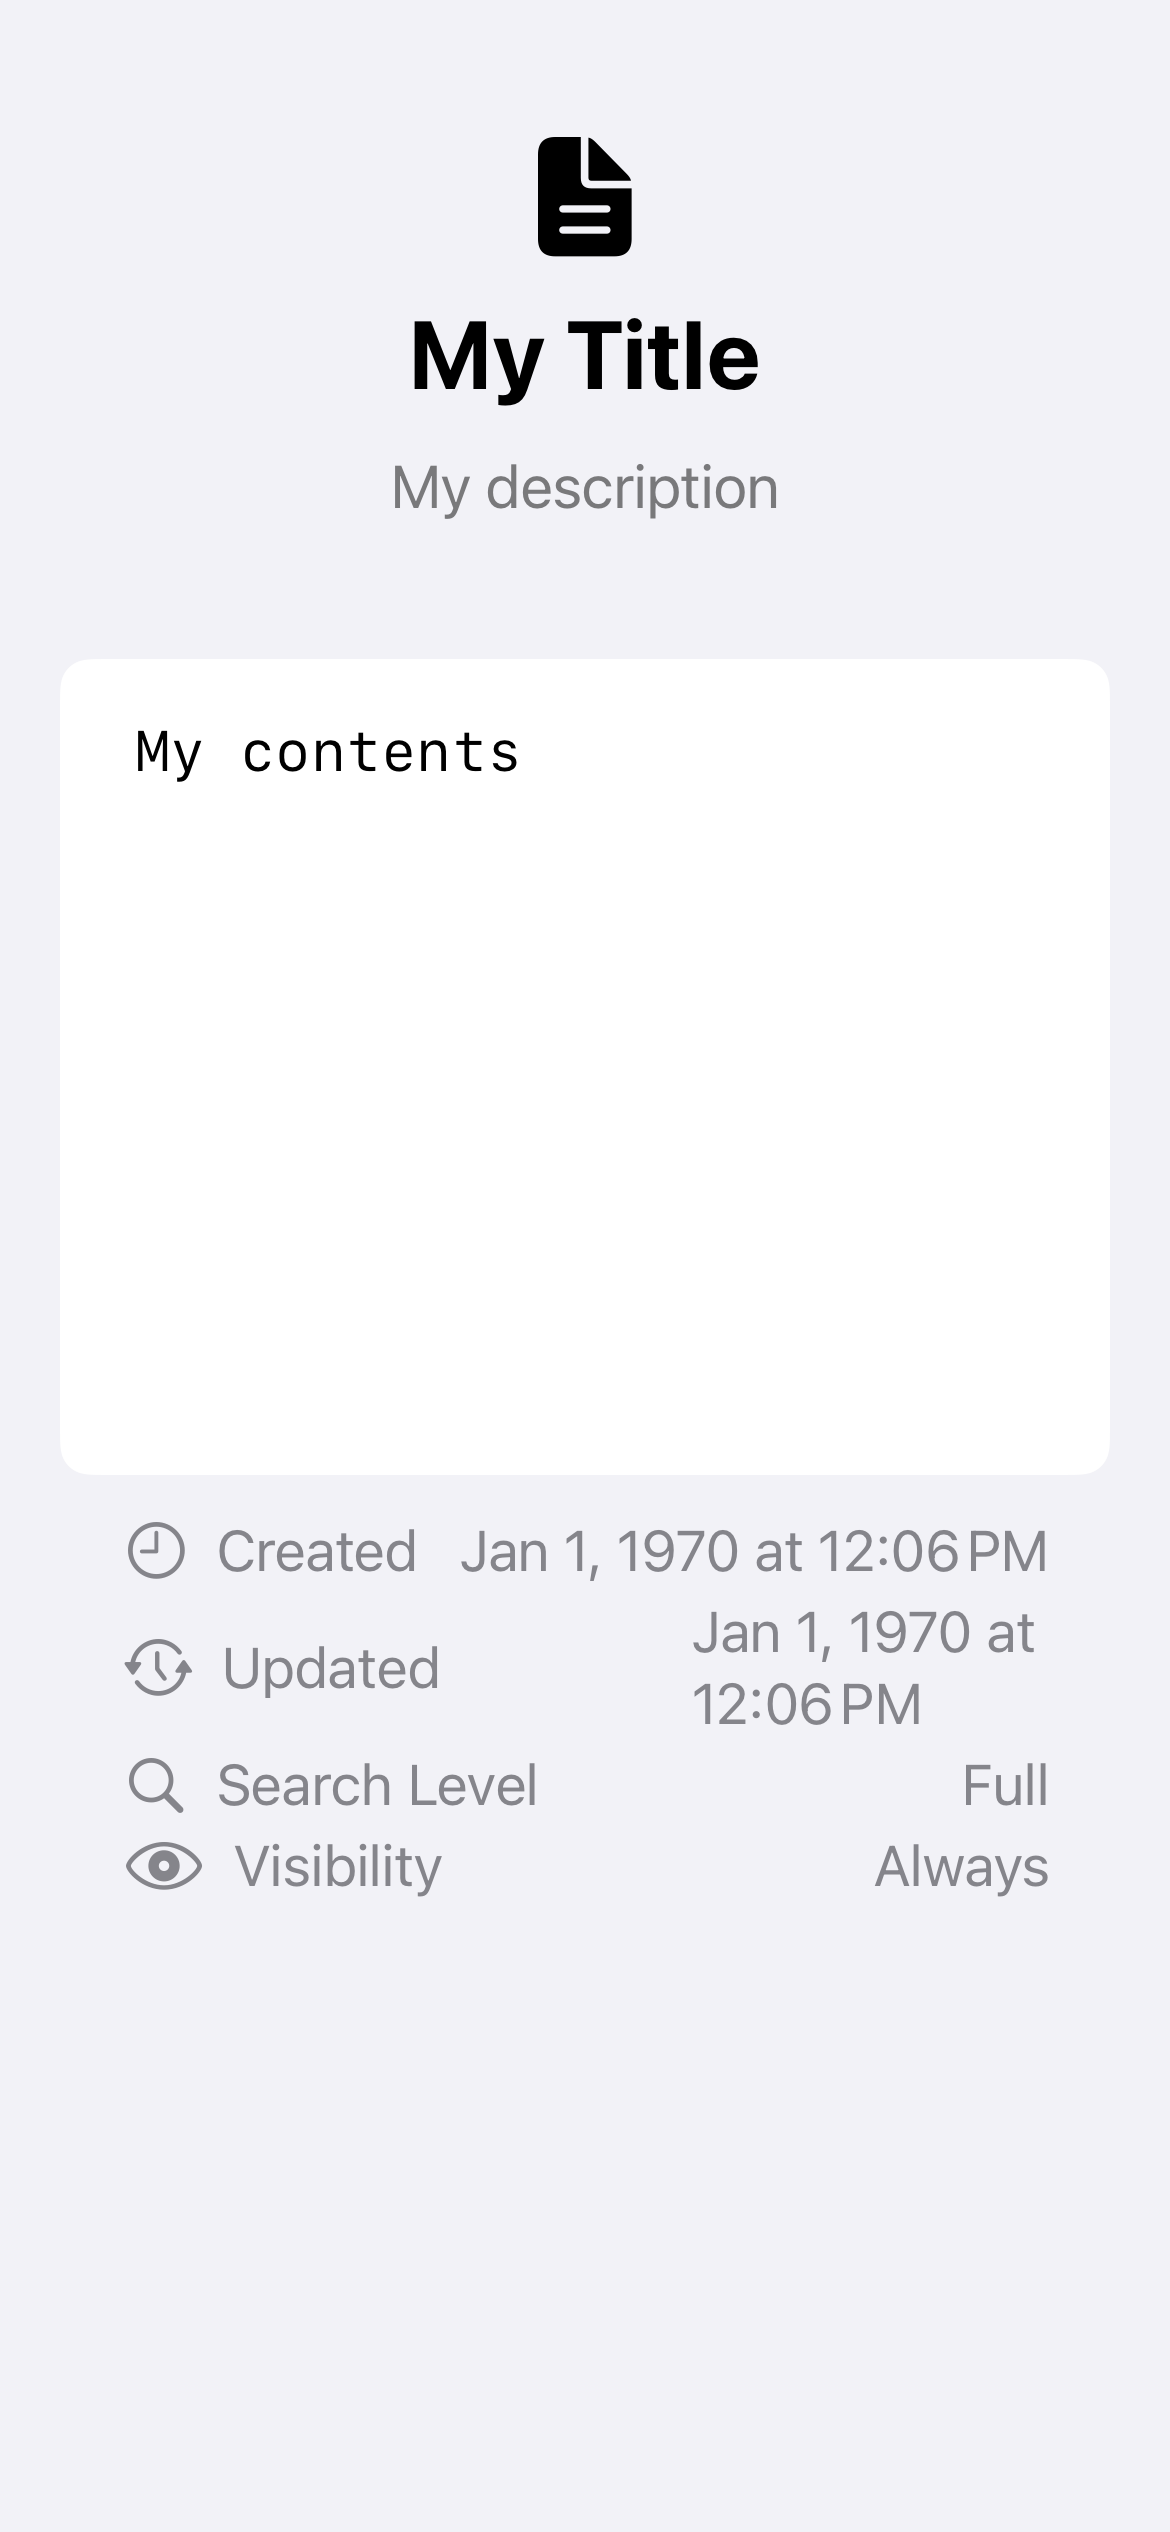 My Title
My description
My contents
Created Jan 1, 1970 at 12:06 PM
Updated Jan 1, 1970 at
12:06 PM
Search Level Full
Visibility Always